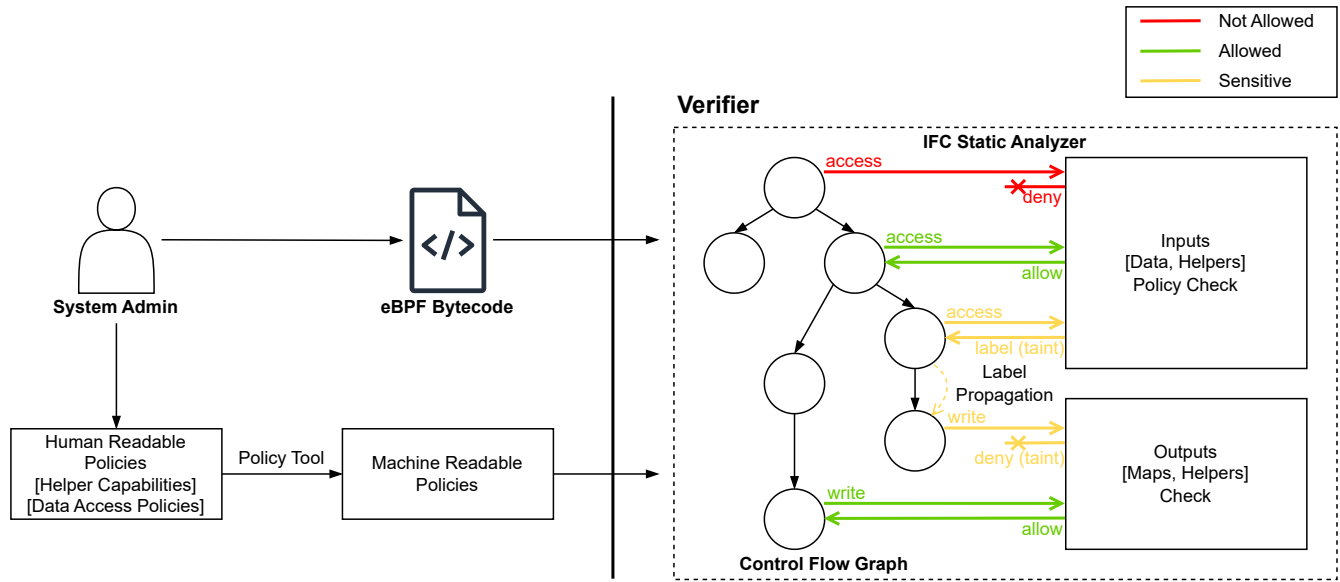 Not Allowed
Allowed
Sensitive
Verifier
IFC Static Analyzer
access
deny
access
allow
Inputs
[Data, Helpers]
Policy Check
System Admin
eBPF Bytecode
access
label (taint)
Label
Propagation
write
deny (taint)
Human Readable
Policies
[Helper Capabilities]
[Data Access Policies]
Policy Tool
Machine Readable
Policies
Outputs
[Maps, Helpers]
Check
write
allow
Control Flow Graph